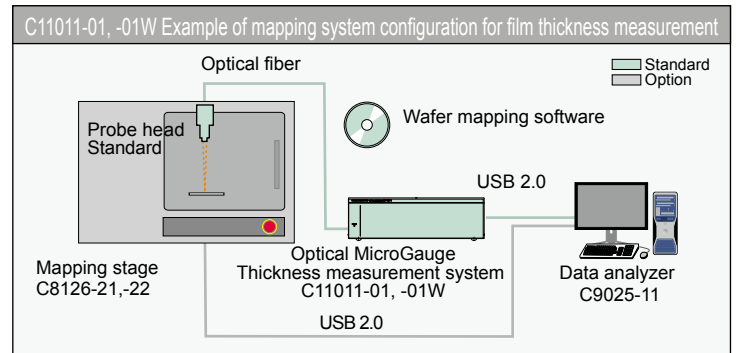 C11011-01, -01W Example of mapping system configuration for film thickness measurement
Optical fiber
Standard
Option
Probe head
Standard
Wafer mapping software
USB 2.0
Mapping stage
C8126-21,-22
Optical MicroGauge
Thickness measurement system
C11011-01, -01W
Data analyzer
C9025-11
USB 2.0